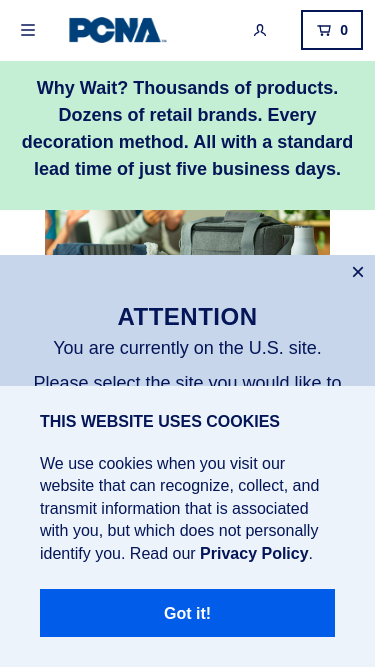 PCNA
0
Why Wait? Thousands of products.
Dozens of retail brands. Every
decoration method. All with a standard
lead time of just five business days.
ATTENTION
You are currently on the U.S. site.
Please select the site you would like to
THIS WEBSITE USES COOKIES
We use cookies when you visit our
website that can recognize, collect, and
transmit information that is associated
with you, but which does not personally
identify you. Read our Privacy Policy.
Got it!